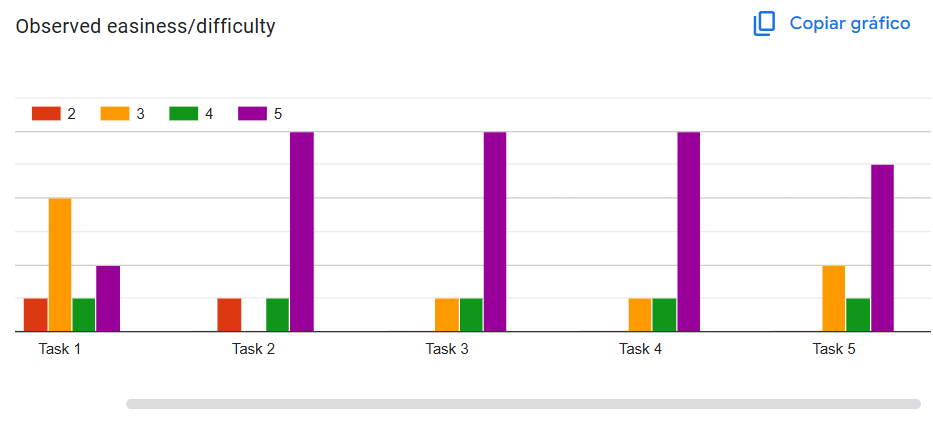 Observed easiness/difficulty
Copiar gráfico
2 3 4 5
Task 1 Task 2 Task 3 Task 4 Task 5